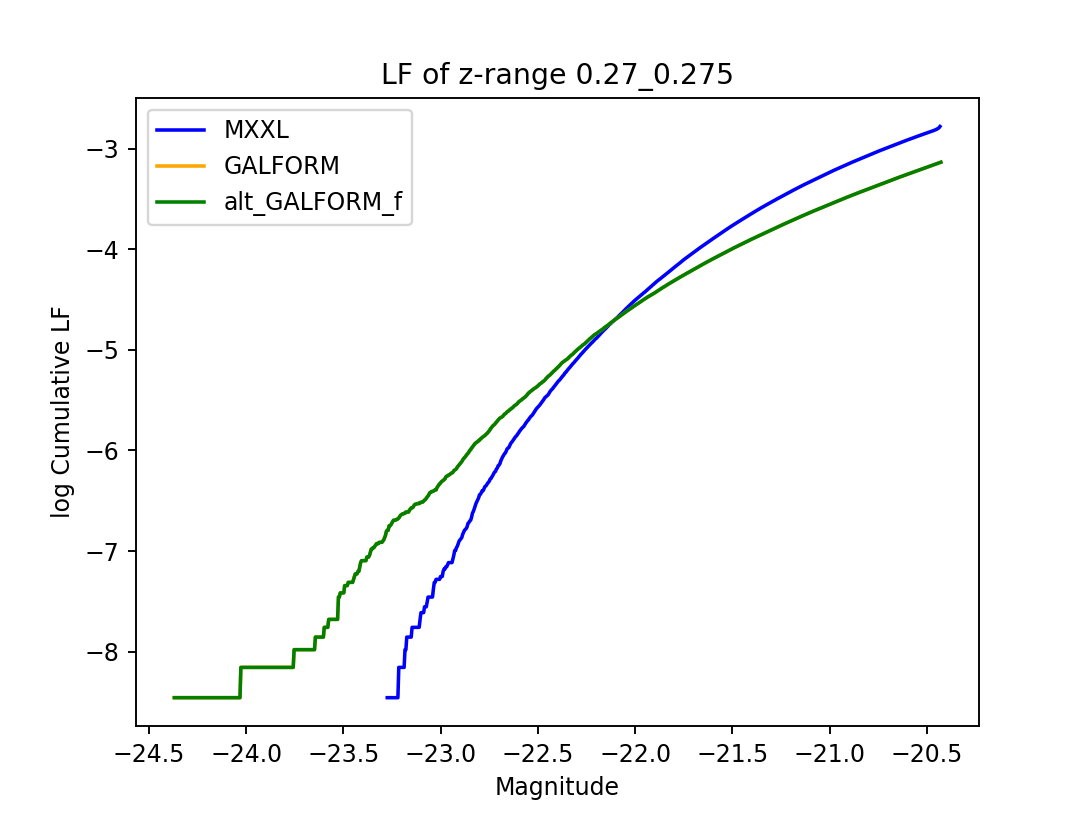 LF of z-range 0.27_0.275
MXXL
GALFORM
alt_GALFORM_f
−3
−4
−5
−6
−7
−8
log Cumulative LF
−24.5 −24.0 −23.5 −23.0 −22.5 −22.0 −21.5 −21.0 −20.5
Magnitude